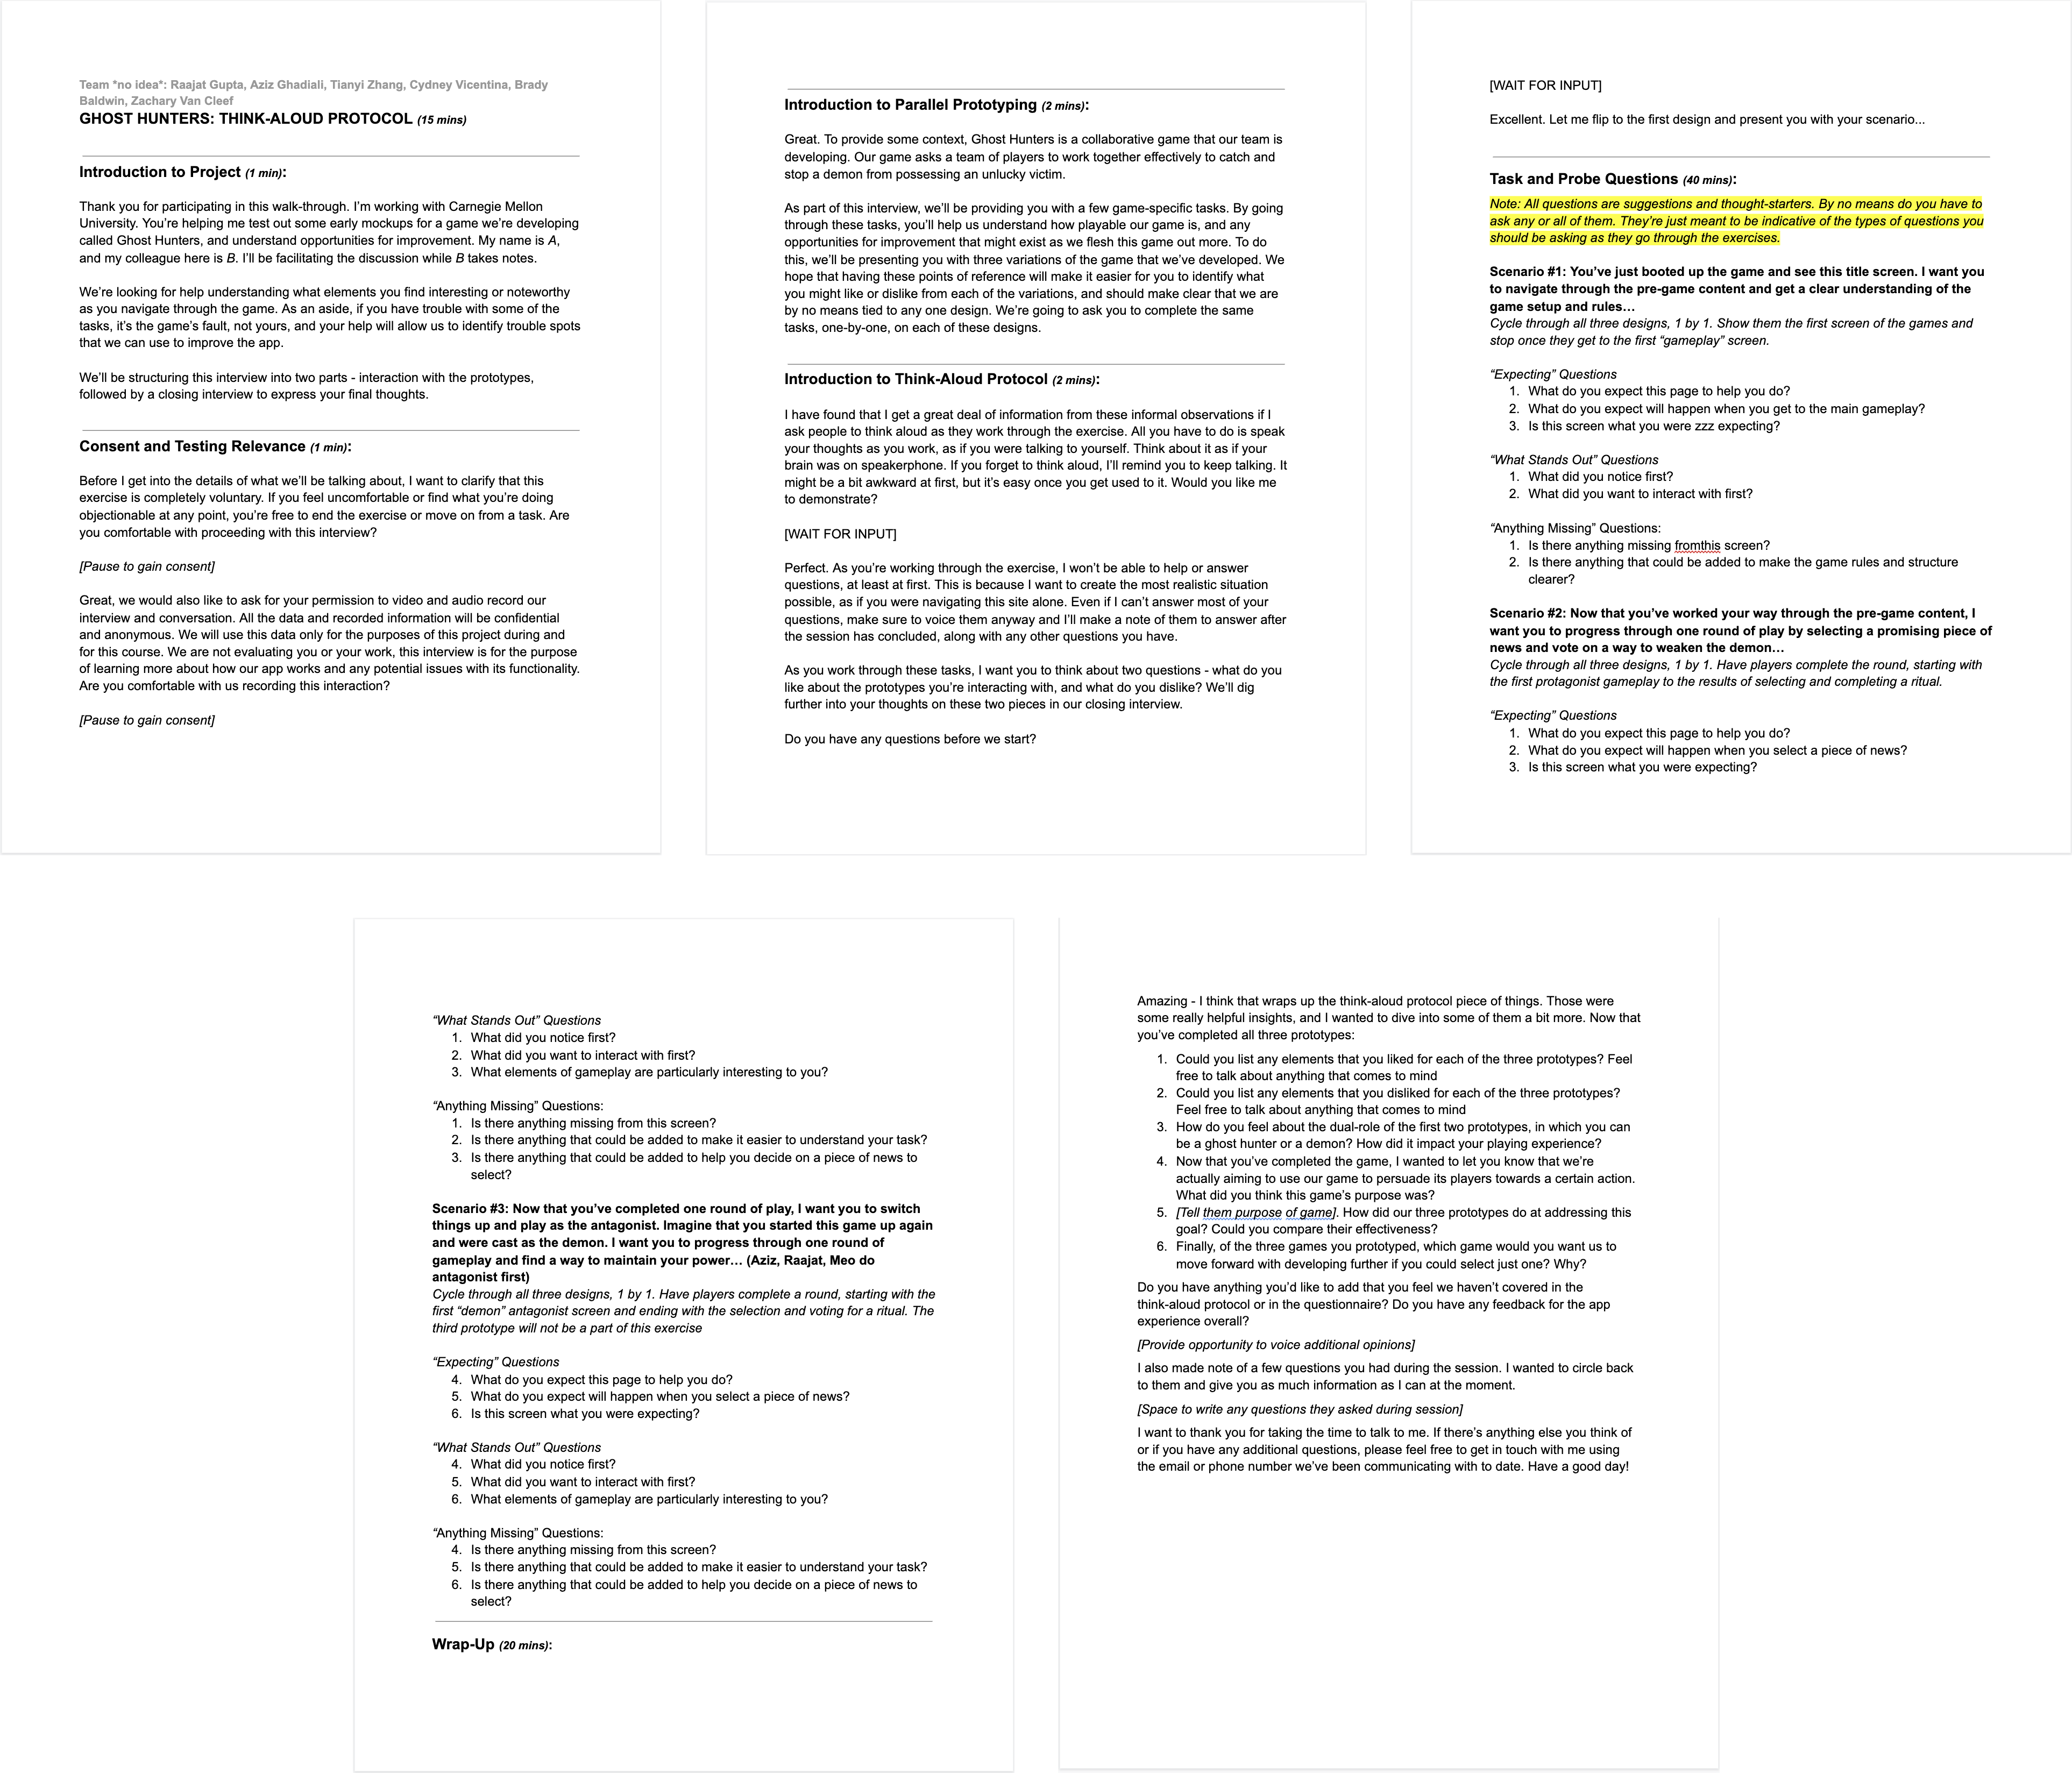 Team *no idea*: Raajat Gupta, Aziz Ghadiali, Tianyi Zhang, Cydney Vicentina, Brady
Baldwin, Zachary Van Cleef
GHOST HUNTERS: THINK-ALOUD PROTOCOL (15 mins)
Introduction to Project (1 min):
Thank you for participating in this walk-through. I'm working with Carnegie Mellon
University. You're helping me test out some early mockups for a game we're developing
called Ghost Hunters, and understand opportunities for improvement. My name is A,
and my colleague here is B. I'll be facilitating the discussion while B takes notes.
We're looking for help understanding what elements you find interesting or noteworthy
as you navigate through the game. As an aside, if you have trouble with some of the
tasks, it's the game's fault, not yours, and your help will allow us to identify trouble spots
that we can use to improve the app.
We'll be structuring this interview into two parts - interaction with the prototypes,
followed by a closing interview to express your final thoughts.
Consent and Testing Relevance (1 min):
Before I get into the details of what we'll be talking about, I want to clarify that this
exercise is completely voluntary. If you feel uncomfortable or find what you're doing
objectionable at any point, you're free to end the exercise or move on from a task. Are
you comfortable with proceeding with this interview?
[Pause to gain consent]
Great, we would also like to ask for your permission to video and audio record our
interview and conversation. All the data and recorded information will be confidential
and anonymous. We will use this data only for the purposes of this project during and
for this course. We are not evaluating you or your work, this interview is for the purpose
of learning more about how our app works and any potential issues with its functionality.
Are you comfortable with us recording this interaction?
[Pause to gain consent]
Introduction to Parallel Prototyping (2 mins):
Great. To provide some context, Ghost Hunters is a collaborative game that our team is
developing. Our game asks a team of players to work together effectively to catch and
stop a demon from possessing an unlucky victim.
As part of this interview, we'll be providing you with a few game-specific tasks. By going
through these tasks, you'll help us understand how playable our game is, and any
opportunities for improvement that might exist as we flesh this game out more. To do
this, we'll be presenting you with three variations of the game that we've developed. We
hope that having these points of reference will make it easier for you to identify what
you might like or dislike from each of the variations, and should make clear that we are
by no means tied to any one design. We're going to ask you to complete the same
tasks, one-by-one, on each of these designs.
Introduction to Think-Aloud Protocol (2 mins):
I have found that I get a great deal of information from these informal observations if I
ask people to think aloud as they work through the exercise. All you have to do is speak
your thoughts as you work, as if you were talking to yourself. Think about it as if your
brain was on speakerphone. If you forget to think aloud, I'll remind you to keep talking. It
might be a bit awkward at first, but it's easy once you get used to it. Would you like me
to demonstrate?
[WAIT FOR INPUT]
Perfect. As you're working through the exercise, I won't be able to help or answer
questions, at least at first. This is because I want to create the most realistic situation
possible, as if you were navigating this site alone. Even if I can't answer most of your
questions, make sure to voice them anyway and I'll make a note of them to answer after
the session has concluded, along with any other questions you have.
As you work through these tasks, I want you to think about two questions - what do you
like about the prototypes you're interacting with, and what do you dislike? We'll dig
further into your thoughts on these two pieces in our closing interview.
Do you have any questions before we start?
[WAIT FOR INPUT]
Excellent. Let me flip to the first design and present you with your scenario...
Task and Probe Questions (40 mins):
Note: All questions are suggestions and thought-starters. By no means do you have to
ask any or all of them. They're just meant to be indicative of the types of questions you
should be asking as they go through the exercises.
Scenario #1: You've just booted up the game and see this title screen. I want you
to navigate through the pre-game content and get a clear understanding of the
game setup and rules…
Cycle through all three designs, 1 by 1. Show them the first screen of the games and
stop once they get to the first "gameplay" screen.
"Expecting" Questions
1. What do you expect this page to help you do?
2. What do you expect will happen when you get to the main gameplay?
3. Is this screen what you were zzz expecting?
"What Stands Out" Questions
1. What did you notice first?
2. What did you want to interact with first?
"Anything Missing" Questions:
1. Is there anything missing fromthis screen?
2. Is there anything that could be added to make the game rules and structure
clearer?
Scenario #2: Now that you've worked your way through the pre-game content, I
want you to progress through one round of play by selecting a promising piece of
news and vote on a way to weaken the demon…
Cycle through all three designs, 1 by 1. Have players complete the round, starting with
the first protagonist gameplay to the results of selecting and completing a ritual.
"Expecting" Questions
1. What do you expect this page to help you do?
2. What do you expect will happen when you select a piece of news?
3. Is this screen what you were expecting?
"What Stands Out" Questions
1. What did you notice first?
2. What did you want to interact with first?
3. What elements of gameplay are particularly interesting to you?
"Anything Missing" Questions:
1. Is there anything missing from this screen?
2. Is there anything that could be added to make it easier to understand your task?
3. Is there anything that could be added to help you decide on a piece of news to
select?
Scenario #3: Now that you've completed one round of play, I want you to switch
things up and play as the antagonist. Imagine that you started this game up again
and were cast as the demon. I want you to progress through one round of
gameplay and find a way to maintain your power… (Aziz, Raajat, Meo do
antagonist first)
Cycle through all three designs, 1 by 1. Have players complete a round, starting with the
first "demon" antagonist screen and ending with the selection and voting for a ritual. The
third prototype will not be a part of this exercise
"Expecting" Questions
4. What do you expect this page to help you do?
5. What do you expect will happen when you select a piece of news?
6. Is this screen what you were expecting?
"What Stands Out" Questions
4. What did you notice first?
5. What did you want to interact with first?
6. What elements of gameplay are particularly interesting to you?
"Anything Missing" Questions:
4. Is there anything missing from this screen?
5. Is there anything that could be added to make it easier to understand your task?
6. Is there anything that could be added to help you decide on a piece of news to
select?
Wrap-Up (20 mins):
Amazing - I think that wraps up the think-aloud protocol piece of things. Those were
some really helpful insights, and I wanted to dive into some of them a bit more. Now that
you've completed all three prototypes:
1. Could you list any elements that you liked for each of the three prototypes? Feel
free to talk about anything that comes to mind
2. Could you list any elements that you disliked for each of the three prototypes?
Feel free to talk about anything that comes to mind
3. How do you feel about the dual-role of the first two prototypes, in which you can
be a ghost hunter or a demon? How did it impact your playing experience?
4. Now that you've completed the game, I wanted to let you know that we're
actually aiming to use our game to persuade its players towards a certain action.
What did you think this game's purpose was?
5. [Tell them purpose of game]. How did our three prototypes do at addressing this
goal? Could you compare their effectiveness?
6. Finally, of the three games you prototyped, which game would you want us to
move forward with developing further if you could select just one? Why?
Do you have anything you'd like to add that you feel we haven't covered in the
think-aloud protocol or in the questionnaire? Do you have any feedback for the app
experience overall?
[Provide opportunity to voice additional opinions]
I also made note of a few questions you had during the session. I wanted to circle back
to them and give you as much information as I can at the moment.
[Space to write any questions they asked during session]
I want to thank you for taking the time to talk to me. If there's anything else you think of
or if you have any additional questions, please feel free to get in touch with me using
the email or phone number we've been communicating with to date. Have a good day!